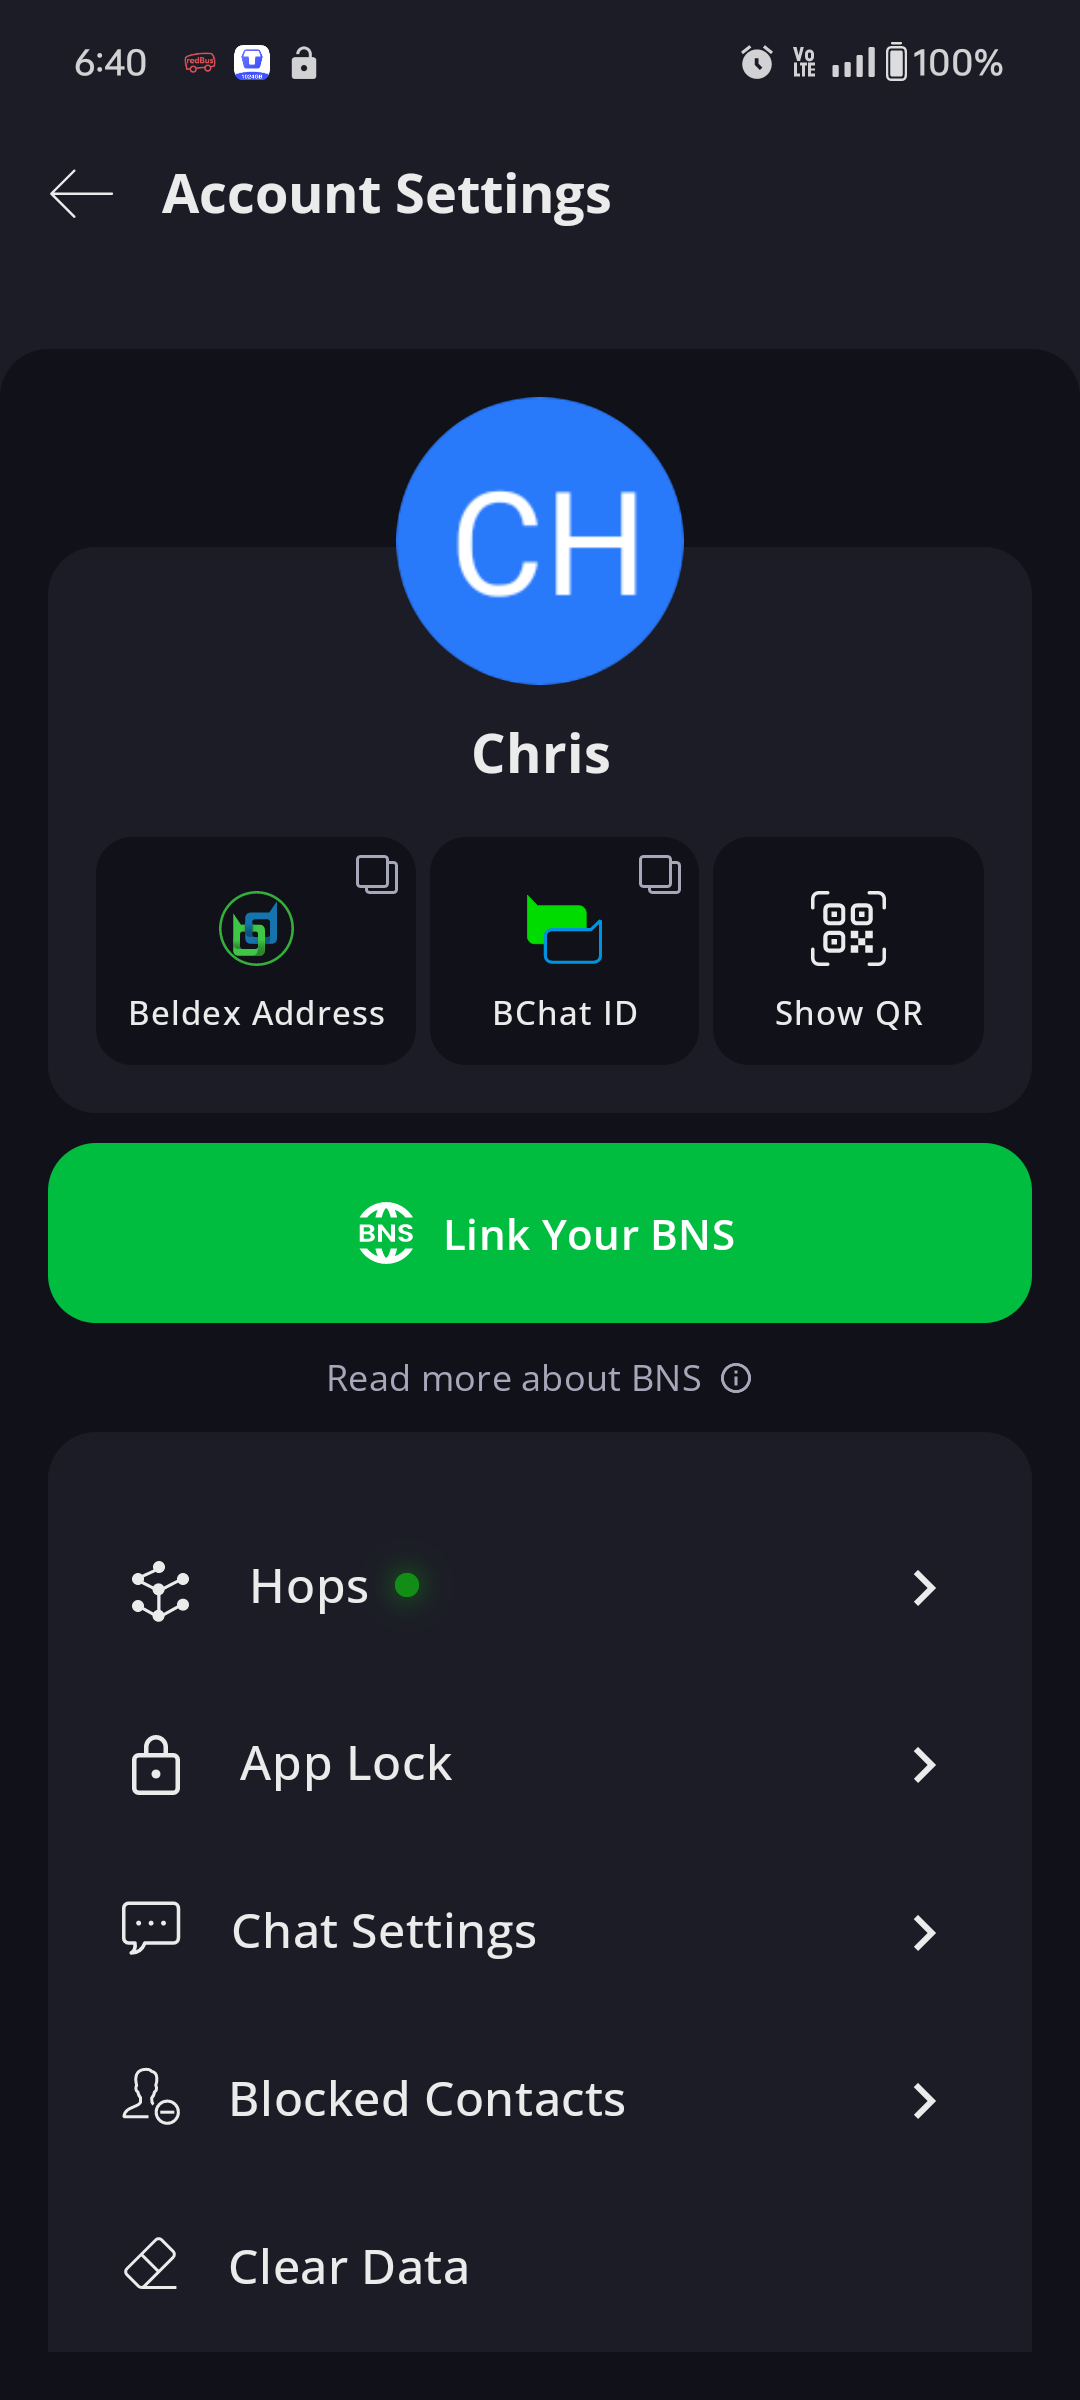 6:40
redBus
1024GB
Vo
LTE
100%
Account Settings
CH
Chris
Beldex Address
BChat ID
Show QR
BNS
Link Your BNS
Read more about BNS
Hops
App Lock
Chat Settings
Blocked Contacts
Clear Data